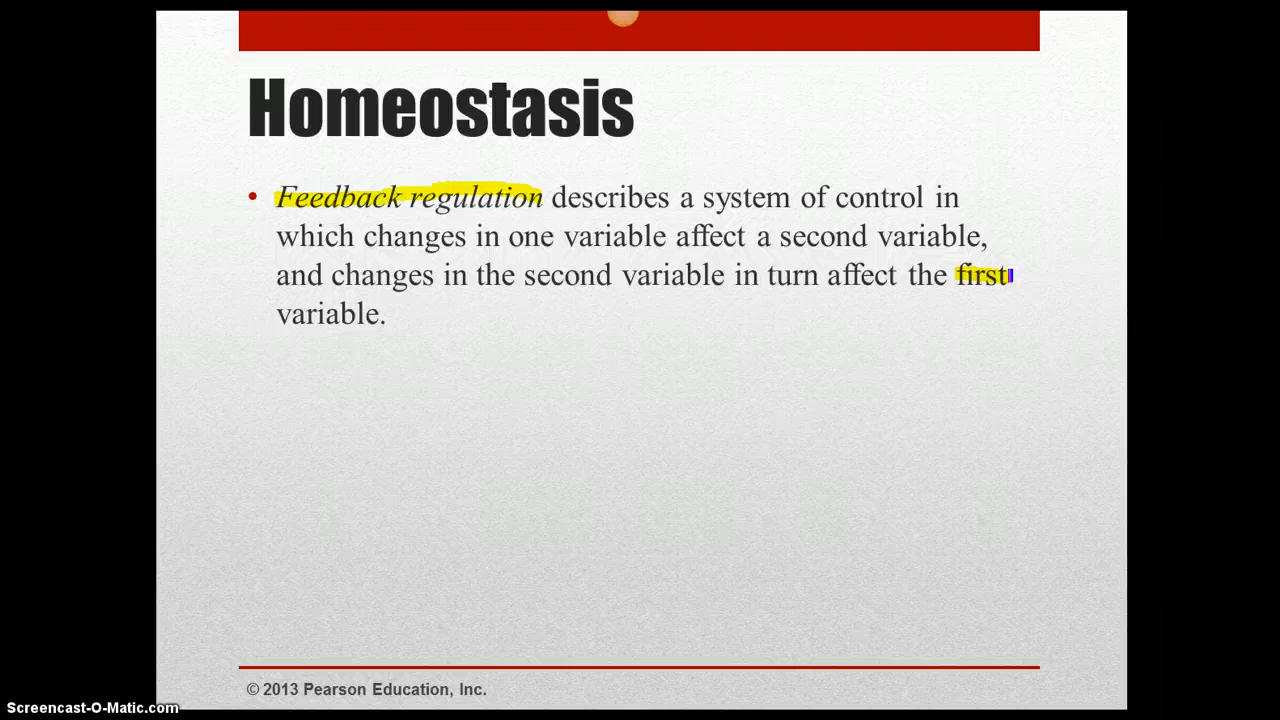 Homeostasis
• Feedback regulation describes a system of control in
which changes in one variable affect a second variable,
and changes in the second variable in turn affect the first
variable.
© 2013 Pearson Education, Inc.
Screencast-O-Matic.com